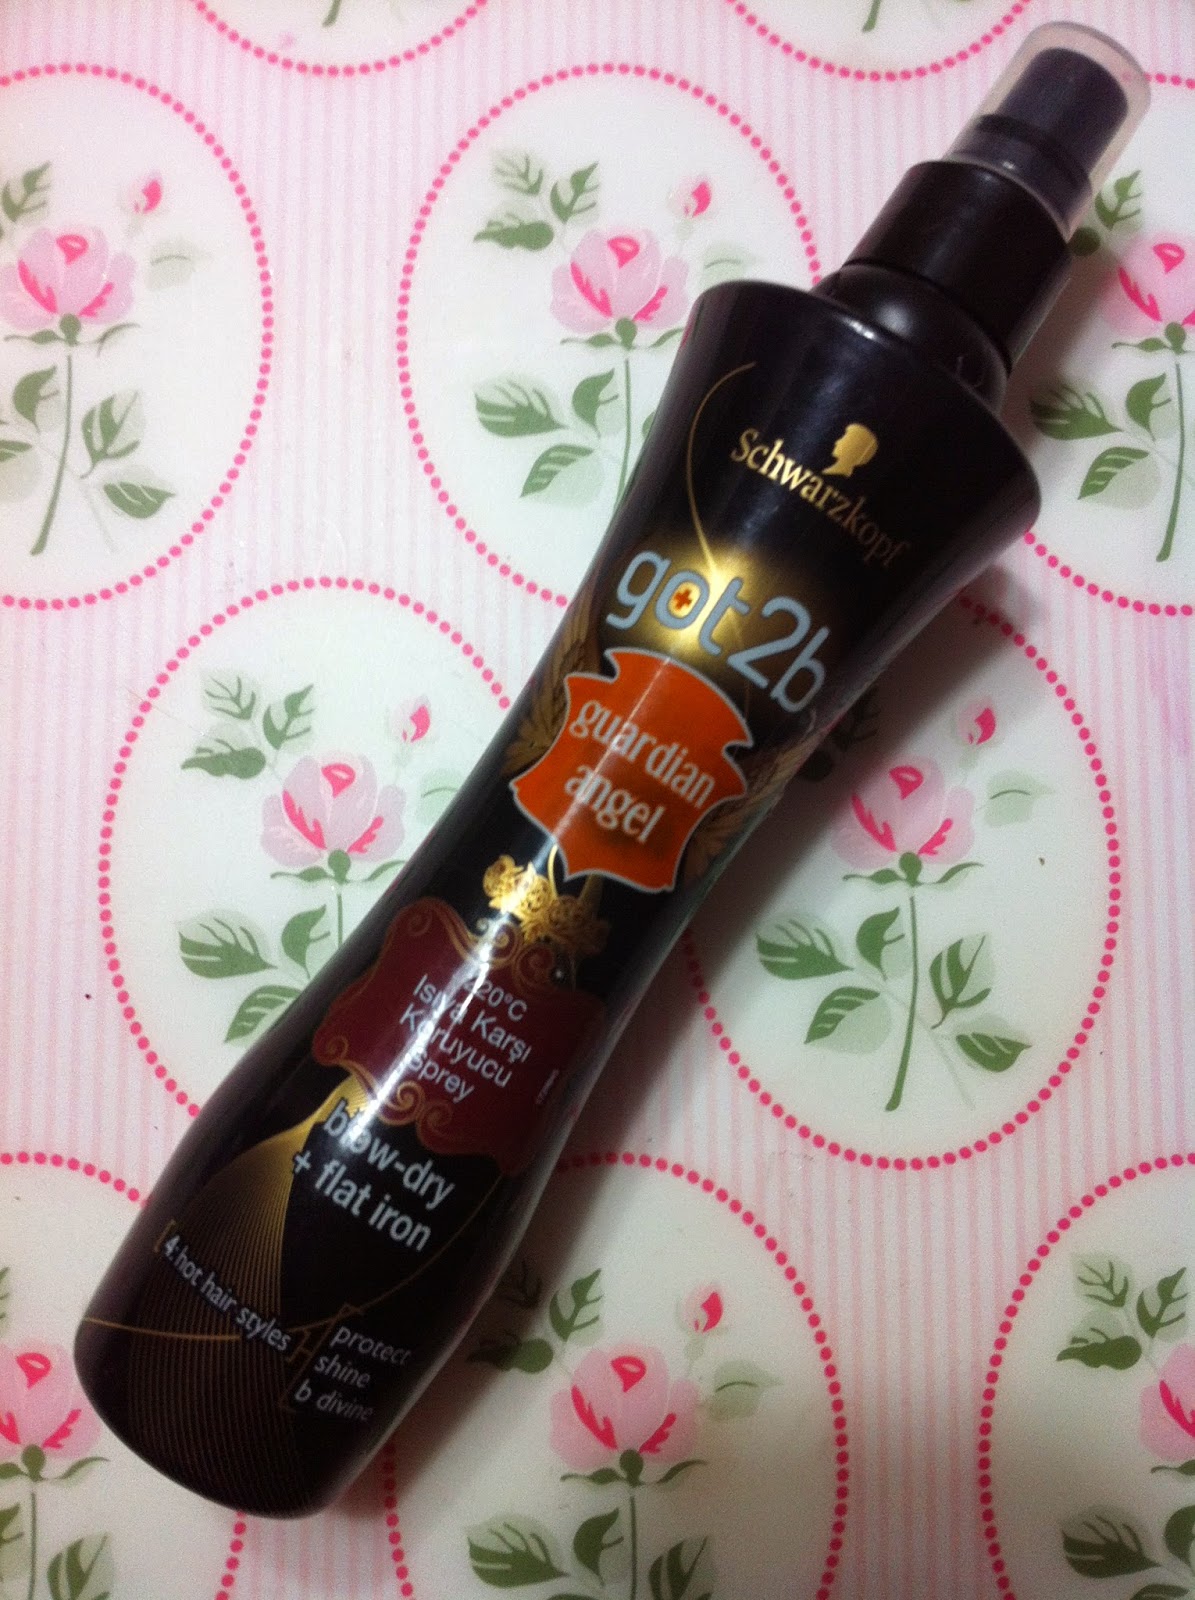 Schwarzkopf
got2b
guardian
angel
220°C
Isıya Karşı
Koruyucu
Sprey
blow-dry
+ flat iron
4: hot hair styles
protect
shine
b divine